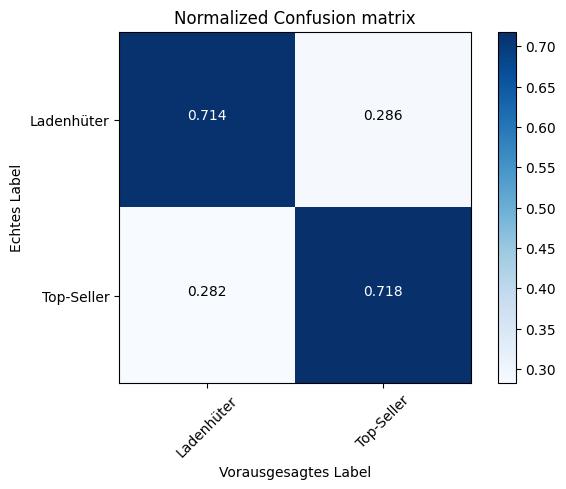 Normalized Confusion matrix
Echtes Label
Ladenhüter
0.714
0.286
Top-Seller
0.282
0.718
Ladenhüter
Top-Seller
Vorausgesagtes Label
0.70
0.65
0.60
0.55
0.50
0.45
0.40
0.35
0.30